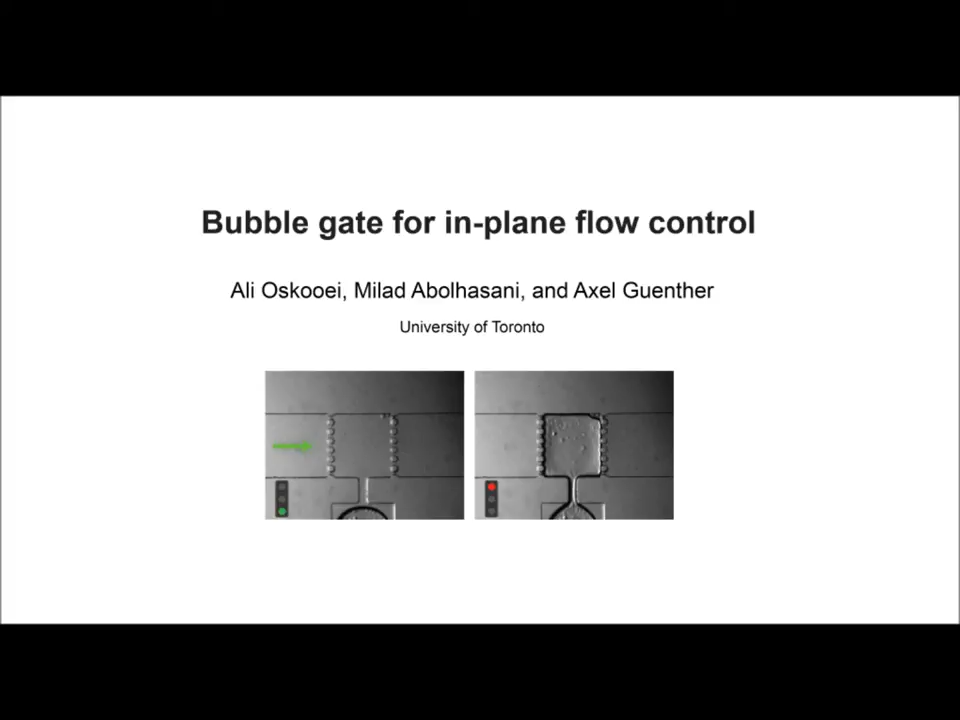 Bubble gate for in-plane flow control
Ali Oskooei, Milad Abolhasani, and Axel Guenther
University of Toronto